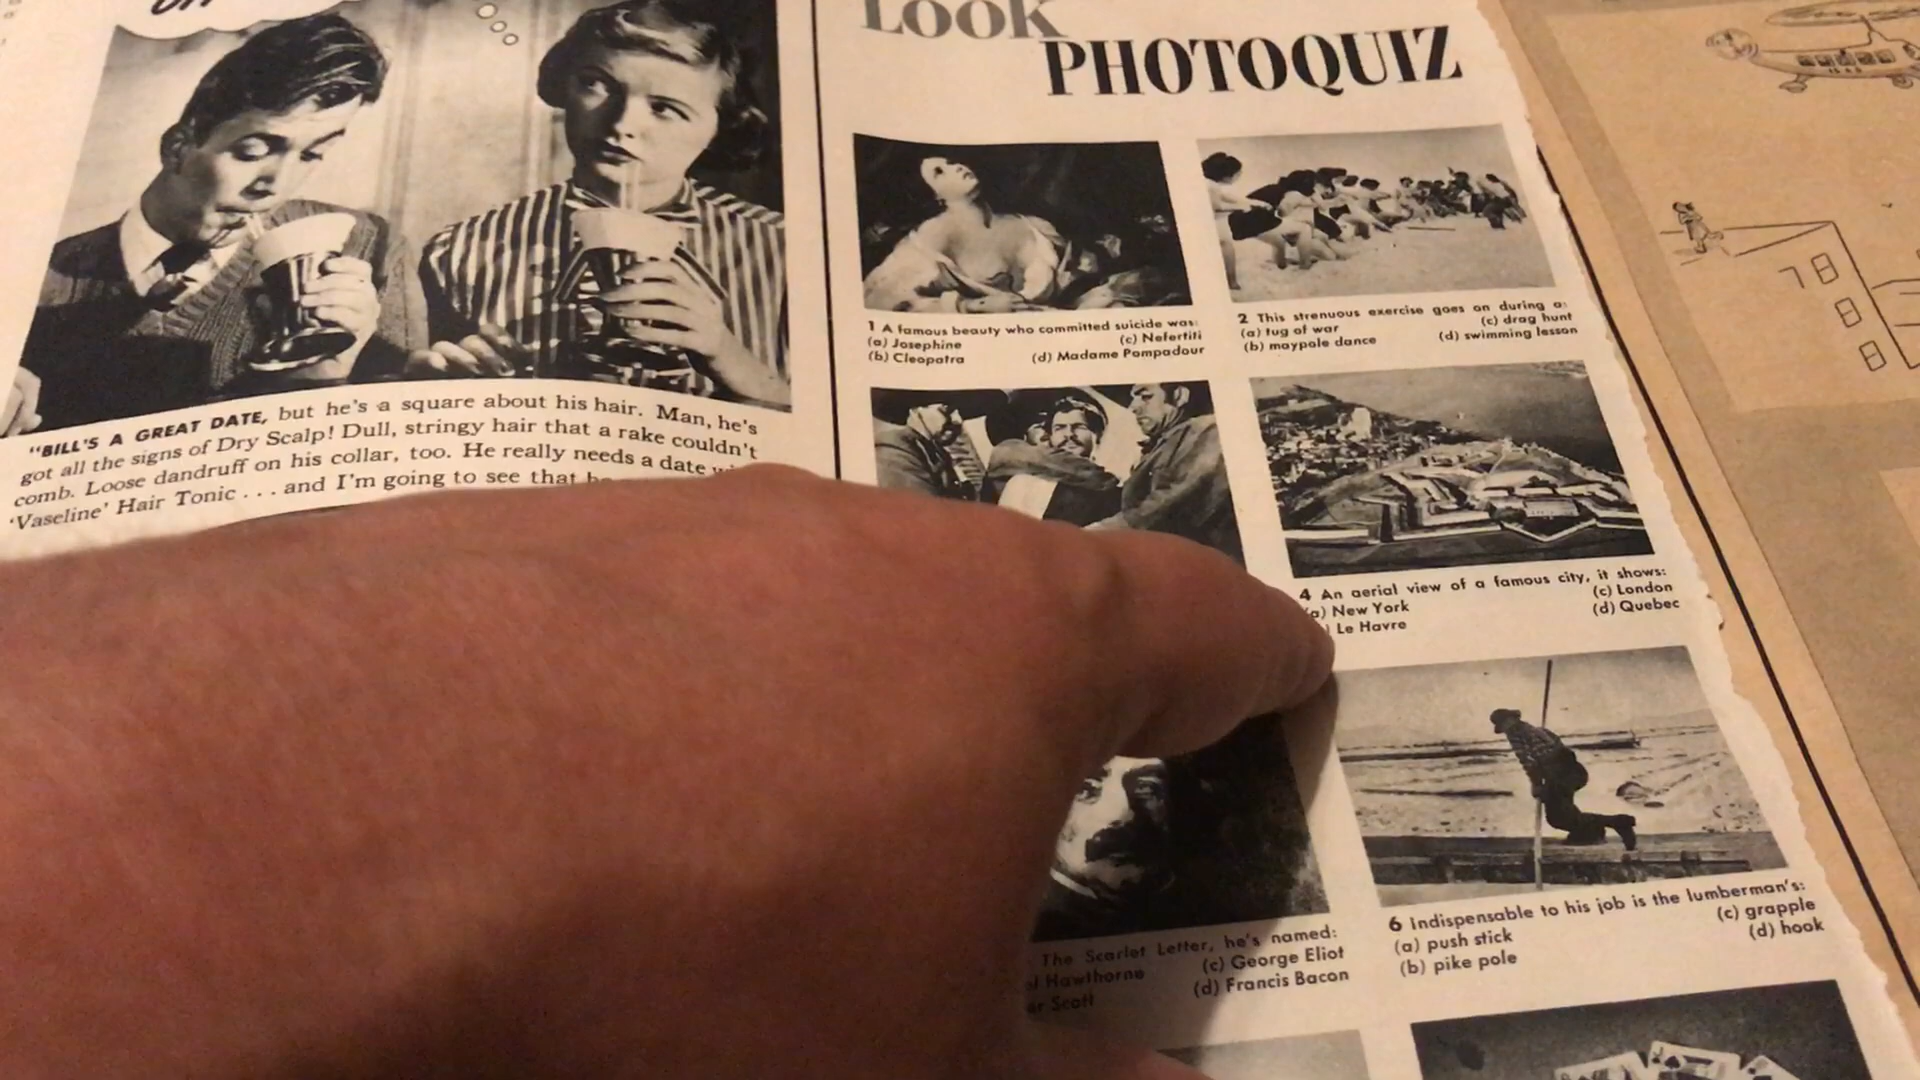 "BILL'S A GREAT DATE, but he's a square about his hair. Man, he's
got all the signs of Dry Scalp! Dull, stringy hair that a rake couldn't
comb. Loose dandruff on his collar, too. He really needs a date
'Vaseline' Hair Tonic . . . and I'm going to see that
Look
PHOTOQUIZ
1 A famous beauty who committed suicide was:
(a) Josephine (c) Nefertiti
(b) Cleopatra (d) Madame Pompadour
2 This strenuous exercise goes on during a:
(a) tug of war (c) drag hunt
(b) maypole dance (d) swimming lesson
4 An aerial view of a famous city, it shows:
(a) New York (c) London
) Le Havre (d) Quebec
The Scarlet Letter, he's named:
Hawthorne (c) George Eliot
Scott (d) Francis Bacon
6 Indispensable to his job is the lumberman's:
(a) push stick (c) grapple
(b) pike pole (d) hook